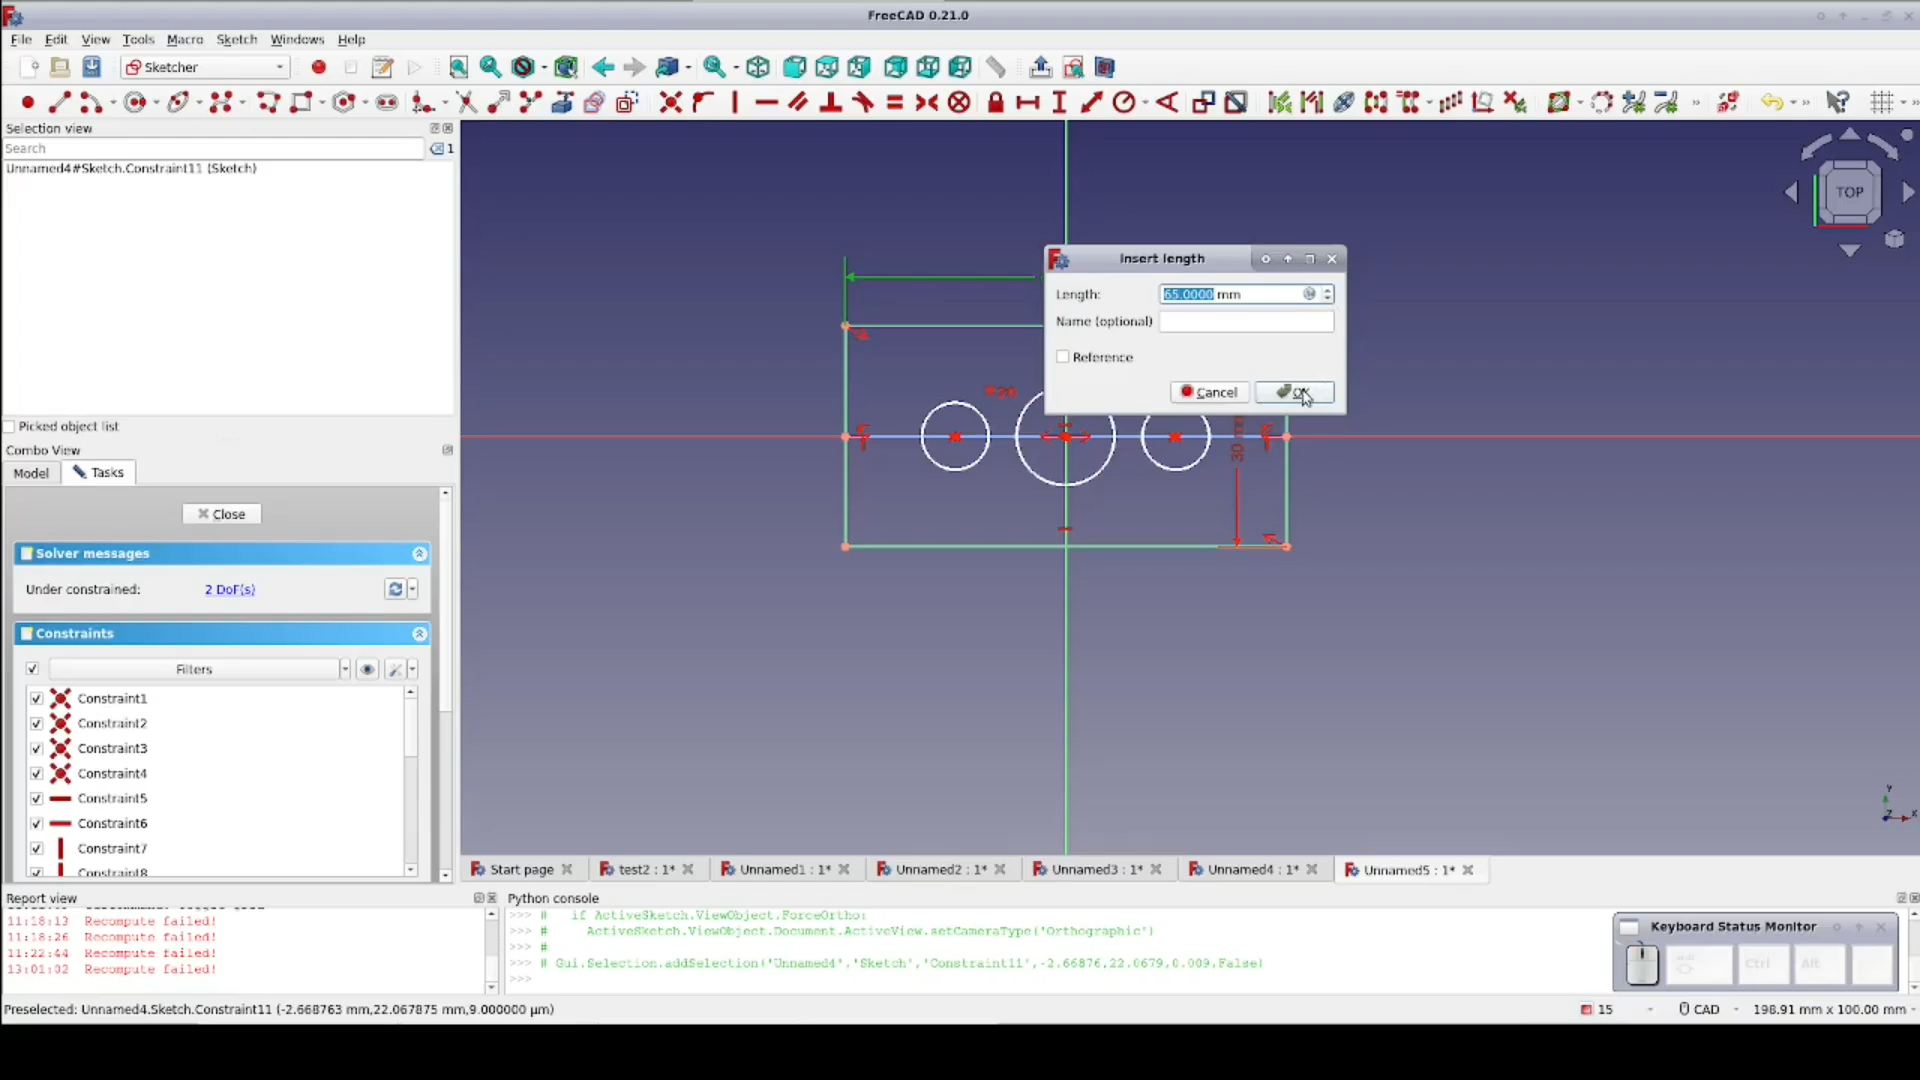 FreeCAD 0.21.0
File Edit View Tools Macro Sketch Windows Help
Sketcher
Selection view
Search
1
Unnamed4#Sketch.Constraint11 (Sketch)
TOP
Insert length
Length: 65.0000 mm
Name (optional)
Reference
Cancel OK
20
30 mm
Picked object list
Combo View
Model Tasks
Close
Solver messages
Under constrained: 2 DoF(s)
Constraints
Filters
Constraint1
Constraint2
Constraint3
Constraint4
Constraint5
Constraint6
Constraint7
Constraint8
Y
Z X
Start page test2 : 1* Unnamed1 : 1* Unnamed2 : 1* Unnamed3 : 1* Unnamed4 : 1* Unnamed5 : 1*
Report view
11:18:13 Recompute failed!
11:18:26 Recompute failed!
11:22:44 Recompute failed!
13:01:02 Recompute failed!
Python console
>>> # if ActiveSketch.ViewObject.ForceOrtho:
>>> # ActiveSketch.ViewObject.Document.ActiveView.setCameraType('Orthographic')
>>> #
>>> # Gui.Selection.addSelection('Unnamed4','Sketch','Constraint11',-2.66876,22.0679,0.009,False)
>>>
Keyboard Status Monitor
Ctrl Alt
Preselected: Unnamed4.Sketch.Constraint11 (-2.668763 mm,22.067875 mm,9.000000 µm)
15 - CAD - 198.91 mm x 100.00 mm